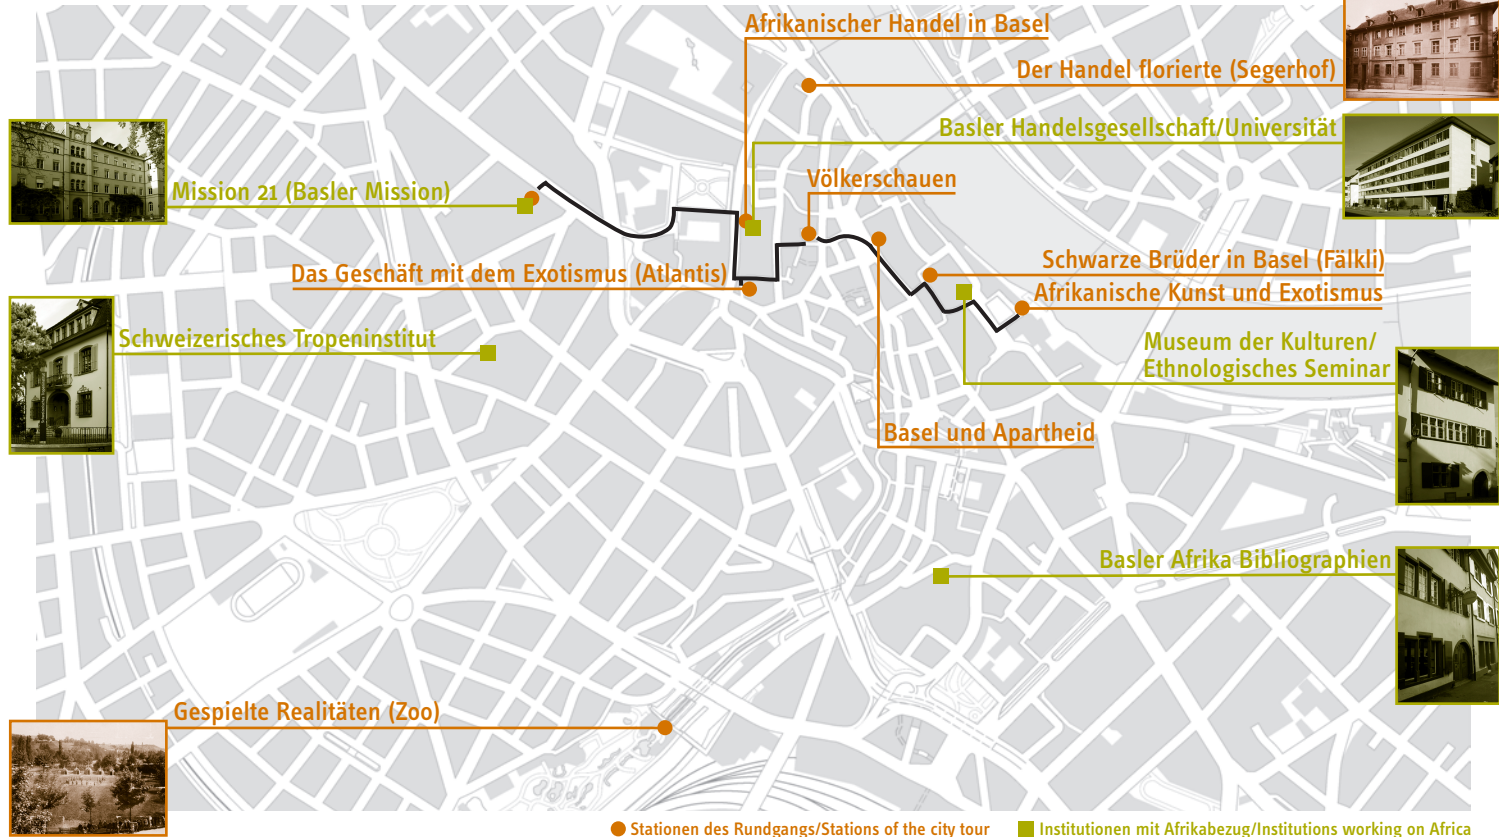 Afrikanischer Handel in Basel
Der Handel florierte (Segerhof)
Basler Handelsgesellschaft/Universität
Völkerschauen
Mission 21 (Basler Mission)
Das Geschäft mit dem Exotismus (Atlantis)
Schwarze Brüder in Basel (Fälkli)
Afrikanische Kunst und Exotismus
Schweizerisches Tropeninstitut
Museum der Kulturen/
Ethnologisches Seminar
Basel und Apartheid
Basler Afrika Bibliographien
Gespielte Realitäten (Zoo)
Stationen des Rundgangs/Stations of the city tour
Institutionen mit Afrikabezug/Institutions working on Africa